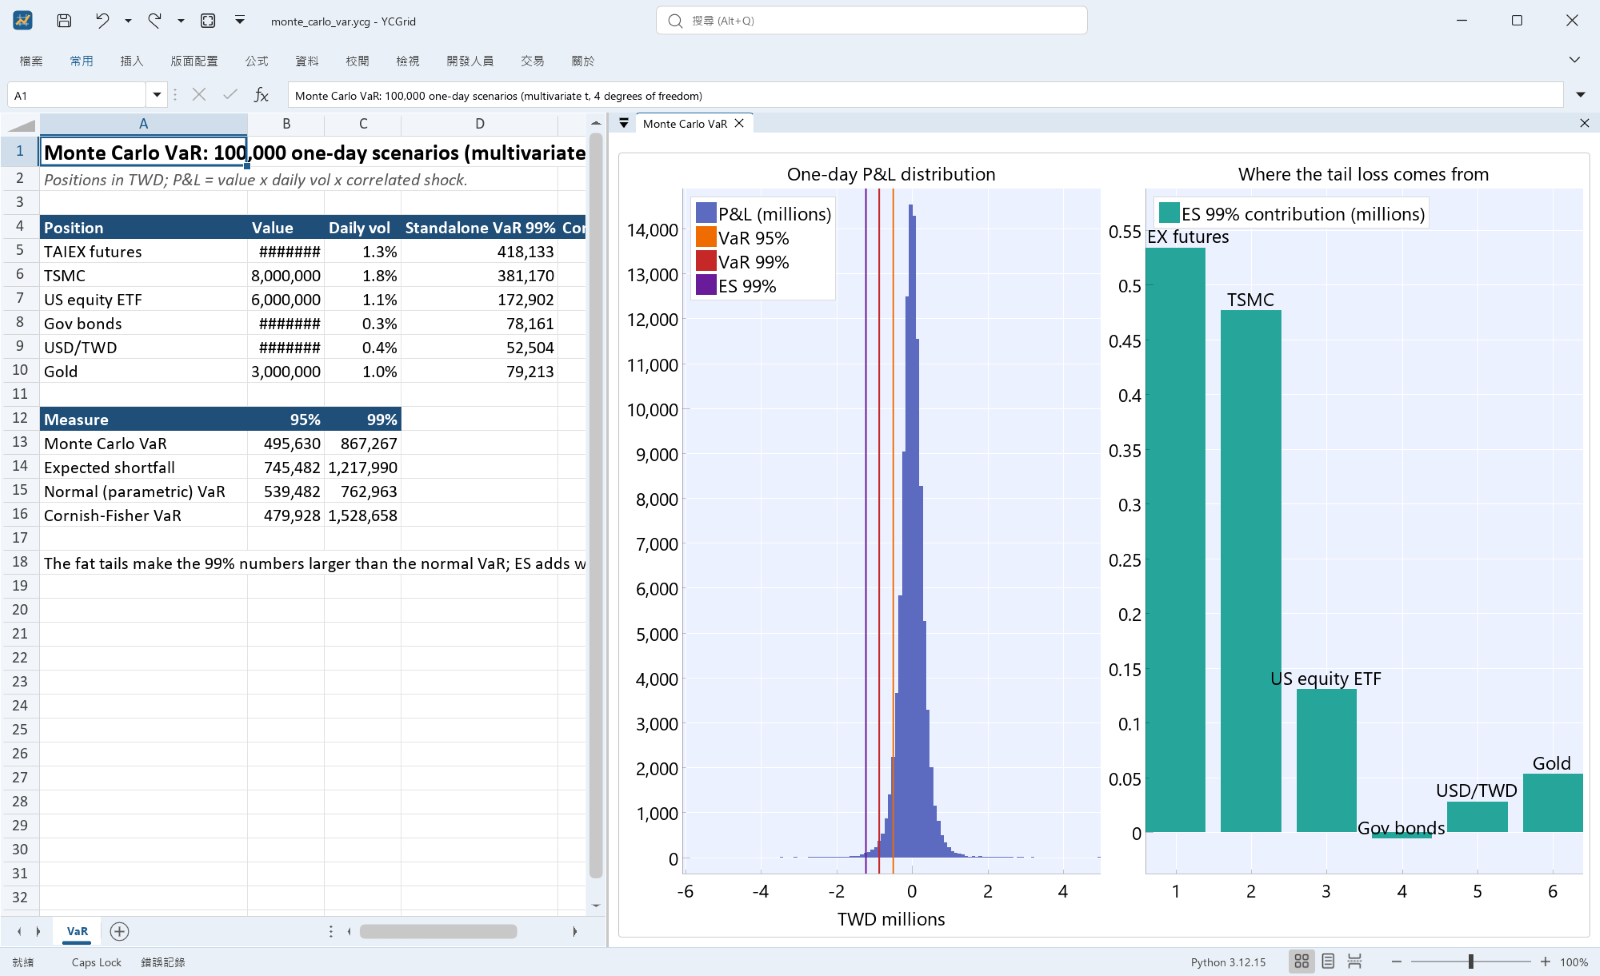 monte_carlo_var.ycg - YCGrid
搜尋 (Alt+Q)
檔案 常用 插入 版面配置 公式 資料 校閱 檢視 開發人員 交易 關於
A1
fx
Monte Carlo VaR: 100,000 one-day scenarios (multivariate t, 4 degrees of freedom)
A B C D
1 Monte Carlo VaR: 100,000 one-day scenarios (multivariate
2 Positions in TWD; P&L = value x daily vol x correlated shock.
3
4 Position Value Daily vol Standalone VaR 99% Cor
5 TAIEX futures ####### 1.3% 418,133
6 TSMC 8,000,000 1.8% 381,170
7 US equity ETF 6,000,000 1.1% 172,902
8 Gov bonds ####### 0.3% 78,161
9 USD/TWD ####### 0.4% 52,504
10 Gold 3,000,000 1.0% 79,213
11
12 Measure 95% 99%
13 Monte Carlo VaR 495,630 867,267
14 Expected shortfall 745,482 1,217,990
15 Normal (parametric) VaR 539,482 762,963
16 Cornish-Fisher VaR 479,928 1,528,658
17
18 The fat tails make the 99% numbers larger than the normal VaR; ES adds w
19
20
21
22
23
24
25
26
27
28
29
30
31
32
VaR
Monte Carlo VaR
One-day P&L distribution
P&L (millions)
VaR 95%
VaR 99%
ES 99%
14,000
13,000
12,000
11,000
10,000
9,000
8,000
7,000
6,000
5,000
4,000
3,000
2,000
1,000
0
-6 -4 -2 0 2 4
TWD millions
Where the tail loss comes from
ES 99% contribution (millions)
0.55
0.5
0.45
0.4
0.35
0.3
0.25
0.2
0.15
0.1
0.05
0
EX futures
TSMC
US equity ETF
Gov bonds
USD/TWD
Gold
1 2 3 4 5 6
就緒 Caps Lock 錯誤記錄
Python 3.12.15
100%